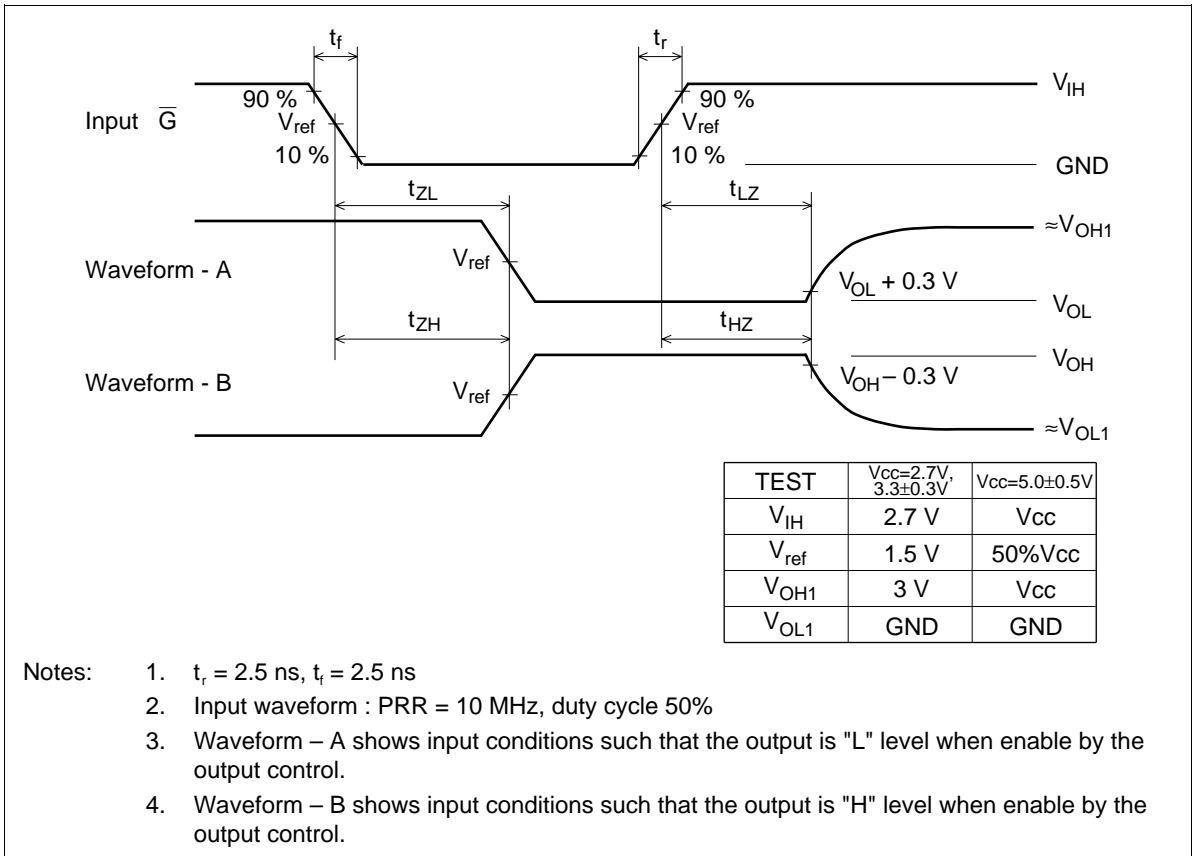 tf tr
90 % 90 % VIH
Input G̅ Vref Vref
10 % 10 % GND
tZL tLZ
≈VOH1
Waveform - A Vref VOL + 0.3 V
VOL
tZH tHZ
VOH
Waveform - B Vref VOH – 0.3 V
≈VOL1
TEST Vcc=2.7V, 3.3±0.3V Vcc=5.0±0.5V
VIH 2.7 V Vcc
Vref 1.5 V 50%Vcc
VOH1 3 V Vcc
VOL1 GND GND
Notes: 1. tr = 2.5 ns, tf = 2.5 ns
2. Input waveform : PRR = 10 MHz, duty cycle 50%
3. Waveform – A shows input conditions such that the output is "L" level when enable by the
output control.
4. Waveform – B shows input conditions such that the output is "H" level when enable by the
output control.